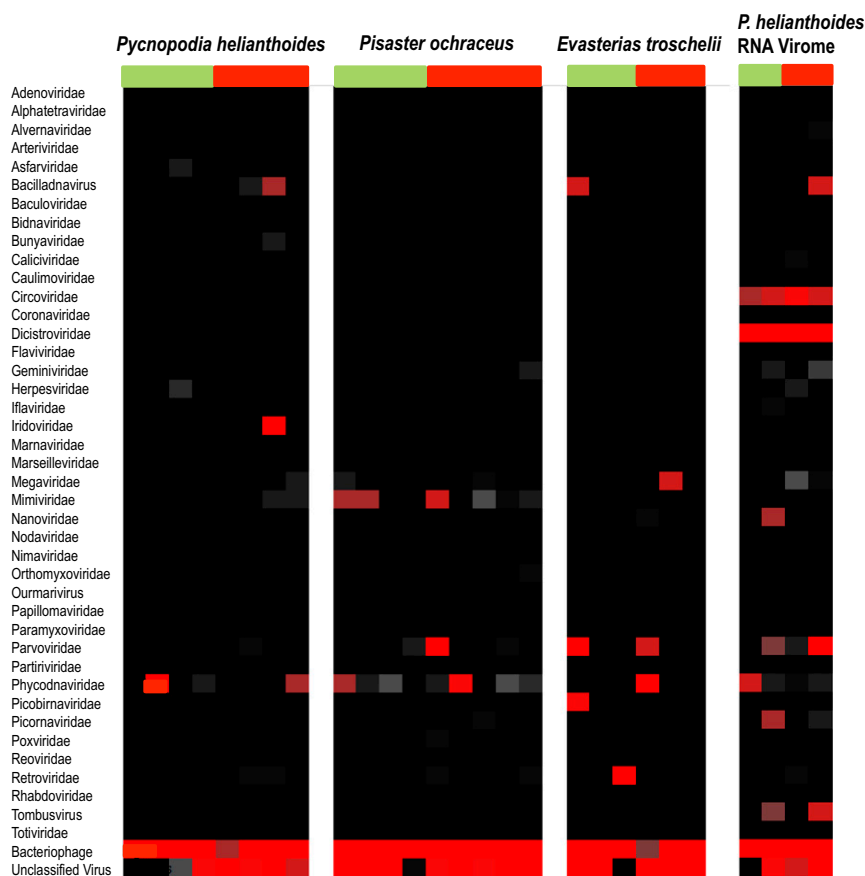 Pycnopodia helianthoides
Pisaster ochraceus
Evasterias troschelii
P. helianthoides
RNA Virome
Adenoviridae
Alphatetraviridae
Alvernaviridae
Arteriviridae
Asfarviridae
Bacilladnavirus
Baculoviridae
Bidnaviridae
Bunyaviridae
Caliciviridae
Caulimoviridae
Circoviridae
Coronaviridae
Dicistroviridae
Flaviviridae
Geminiviridae
Herpesviridae
Iflaviridae
Iridoviridae
Marnaviridae
Marseilleviridae
Megaviridae
Mimiviridae
Nanoviridae
Nodaviridae
Nimaviridae
Orthomyxoviridae
Ourmarivirus
Papillomaviridae
Paramyxoviridae
Parvoviridae
Partiriviridae
Phycodnaviridae
Picobirnaviridae
Picornaviridae
Poxviridae
Reoviridae
Retroviridae
Rhabdoviridae
Tombusvirus
Totiviridae
Bacteriophage
Unclassified Virus